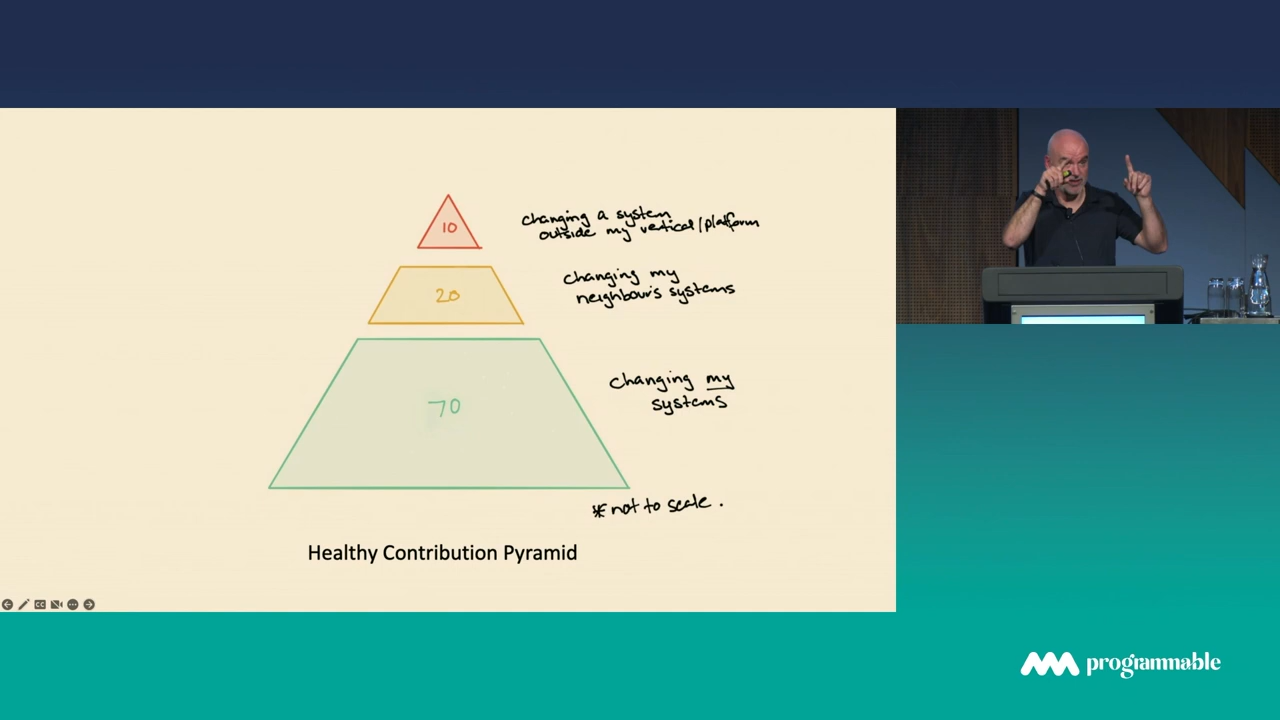 10
changing a system
outside my vertical/platform
20
changing my
neighbours systems
70
changing my
systems
* not to scale.
Healthy Contribution Pyramid
programmable